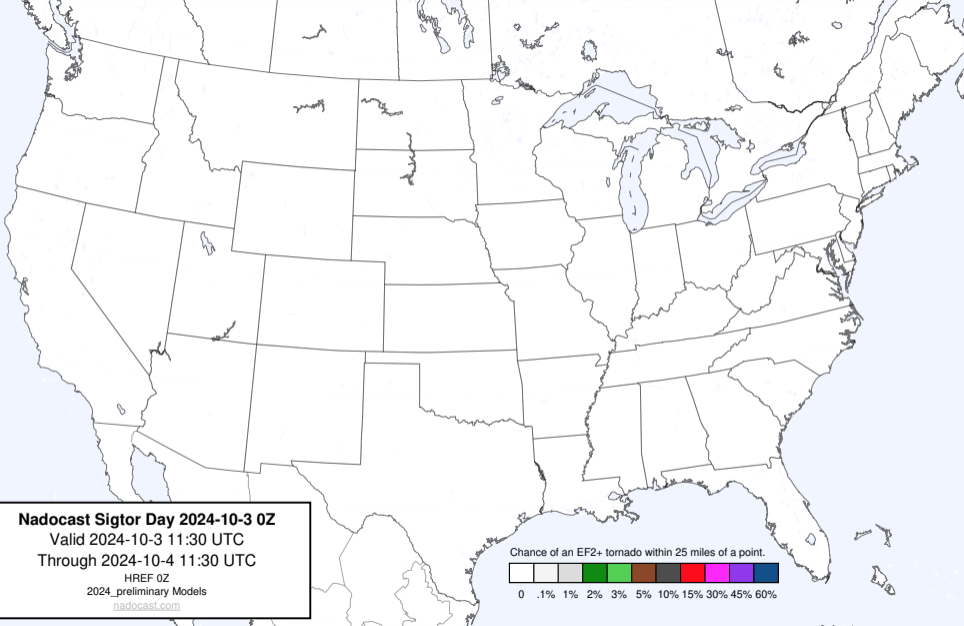 Nadocast Sigtor Day 2024-10-3 0Z
Valid 2024-10-3 11:30 UTC
Through 2024-10-4 11:30 UTC
HREF 0Z
2024_preliminary Models
nadocast.com
Chance of an EF2+ tornado within 25 miles of a point.
0 .1% 1% 2% 3% 5% 10% 15% 30% 45% 60%